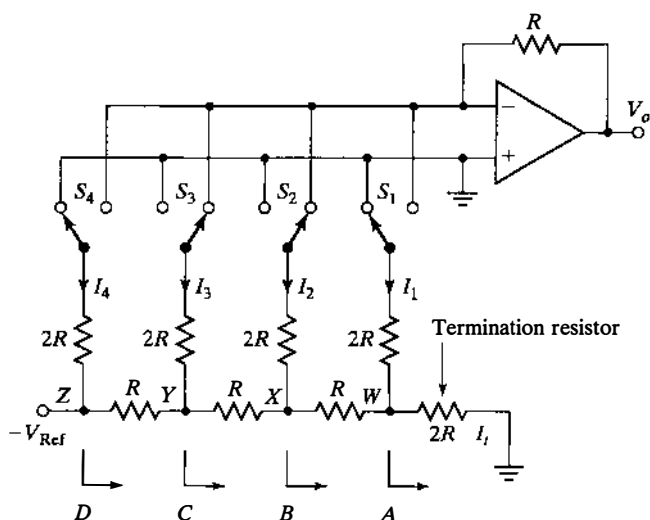 R
−
V_o
+
S_4 S_3 S_2 S_1
I_4 I_3 I_2 I_1
Termination resistor
2R 2R 2R 2R
Z R Y R X R W
−V_Ref 2R I_t
D C B A